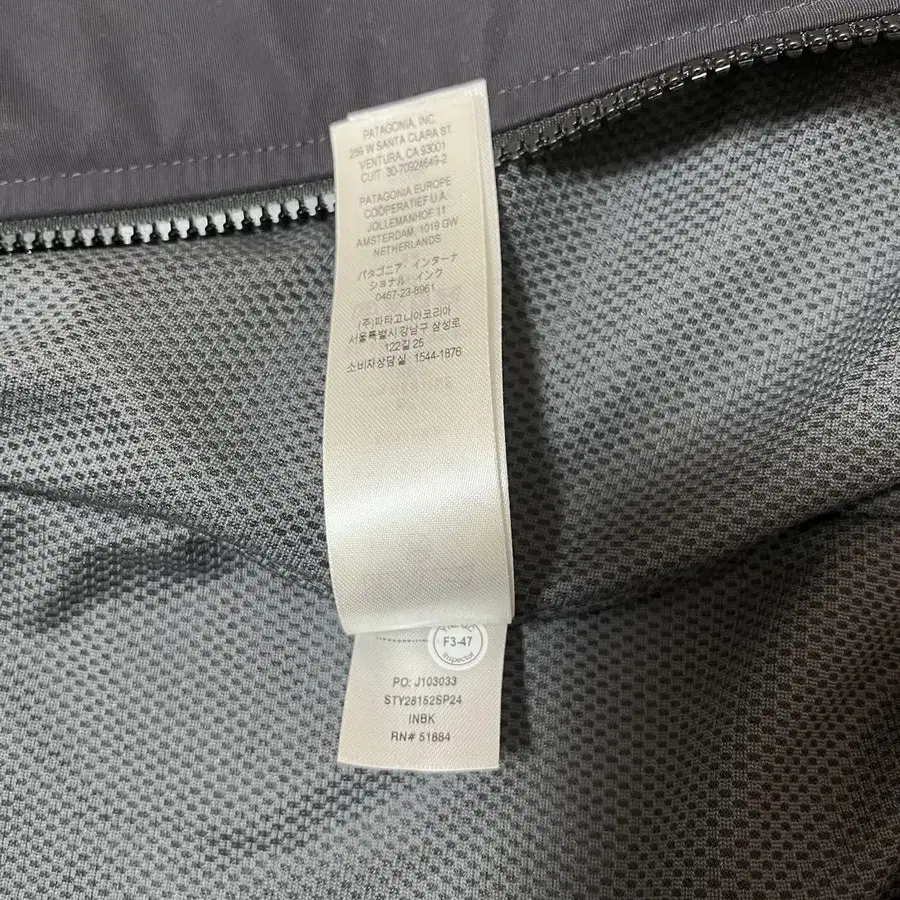 PATAGONIA, INC.
259 W SANTA CLARA ST.
VENTURA, CA 93001
CUIT: 30-70924649-2
PATAGONIA EUROPE
COÖPERATIEF U.A.
JOLLEMANHOF 11
AMSTERDAM, 1019 GW
NETHERLANDS
パタゴニア・インターナ
ショナル・インク
0467-23-8961
(주)파타고니아코리아
서울특별시 강남구 삼성로
122길 25
소비자상담실 : 1544-1876
F3-47
Inspector
PO: J103033
STY28152SP24
INBK
RN# 51884